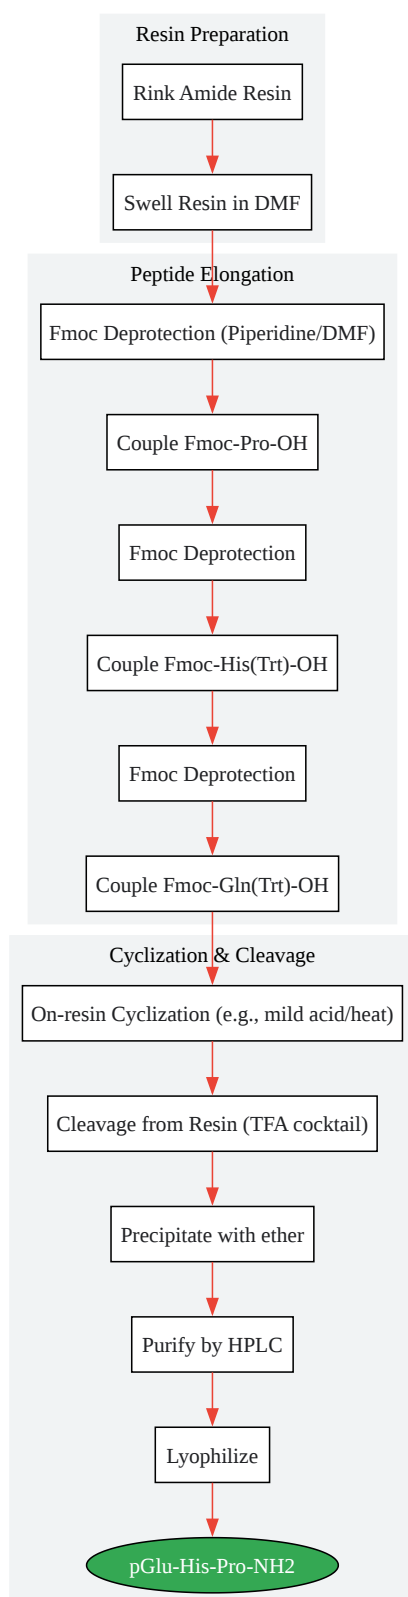 Resin Preparation
Rink Amide Resin
Swell Resin in DMF
Peptide Elongation
Fmoc Deprotection (Piperidine/DMF)
Couple Fmoc-Pro-OH
Fmoc Deprotection
Couple Fmoc-His(Trt)-OH
Fmoc Deprotection
Couple Fmoc-Gln(Trt)-OH
Cyclization & Cleavage
On-resin Cyclization (e.g., mild acid/heat)
Cleavage from Resin (TFA cocktail)
Precipitate with ether
Purify by HPLC
Lyophilize
pGlu-His-Pro-NH2